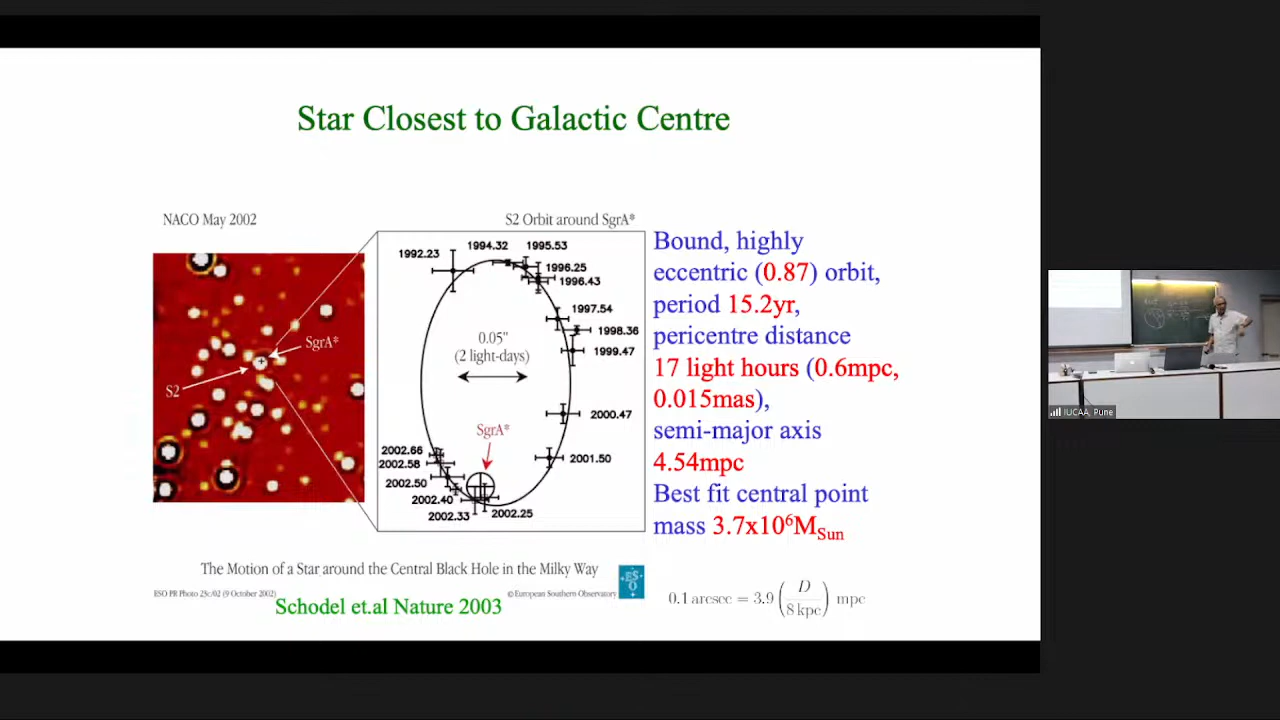 Star Closest to Galactic Centre
NACO May 2002
S2 Orbit around SgrA*
SgrA*
S2
1992.23
1994.32
1995.53
1996.25
1996.43
1997.54
1998.36
1999.47
0.05"
(2 light-days)
2000.47
SgrA*
2001.50
2002.66
2002.58
2002.50
2002.40
2002.33
2002.25
Bound, highly
eccentric (0.87) orbit,
period 15.2yr,
pericentre distance
17 light hours (0.6mpc,
0.015mas),
semi-major axis
4.54mpc
Best fit central point
mass 3.7x10⁶M_Sun
The Motion of a Star around the Central Black Hole in the Milky Way
ESO PR Photo 23c/02 (9 October 2002)
© European Southern Observatory
ESO
Schodel et.al Nature 2003
0.1 arcsec = 3.9 (D / 8 kpc) mpc
IUCAA, Pune